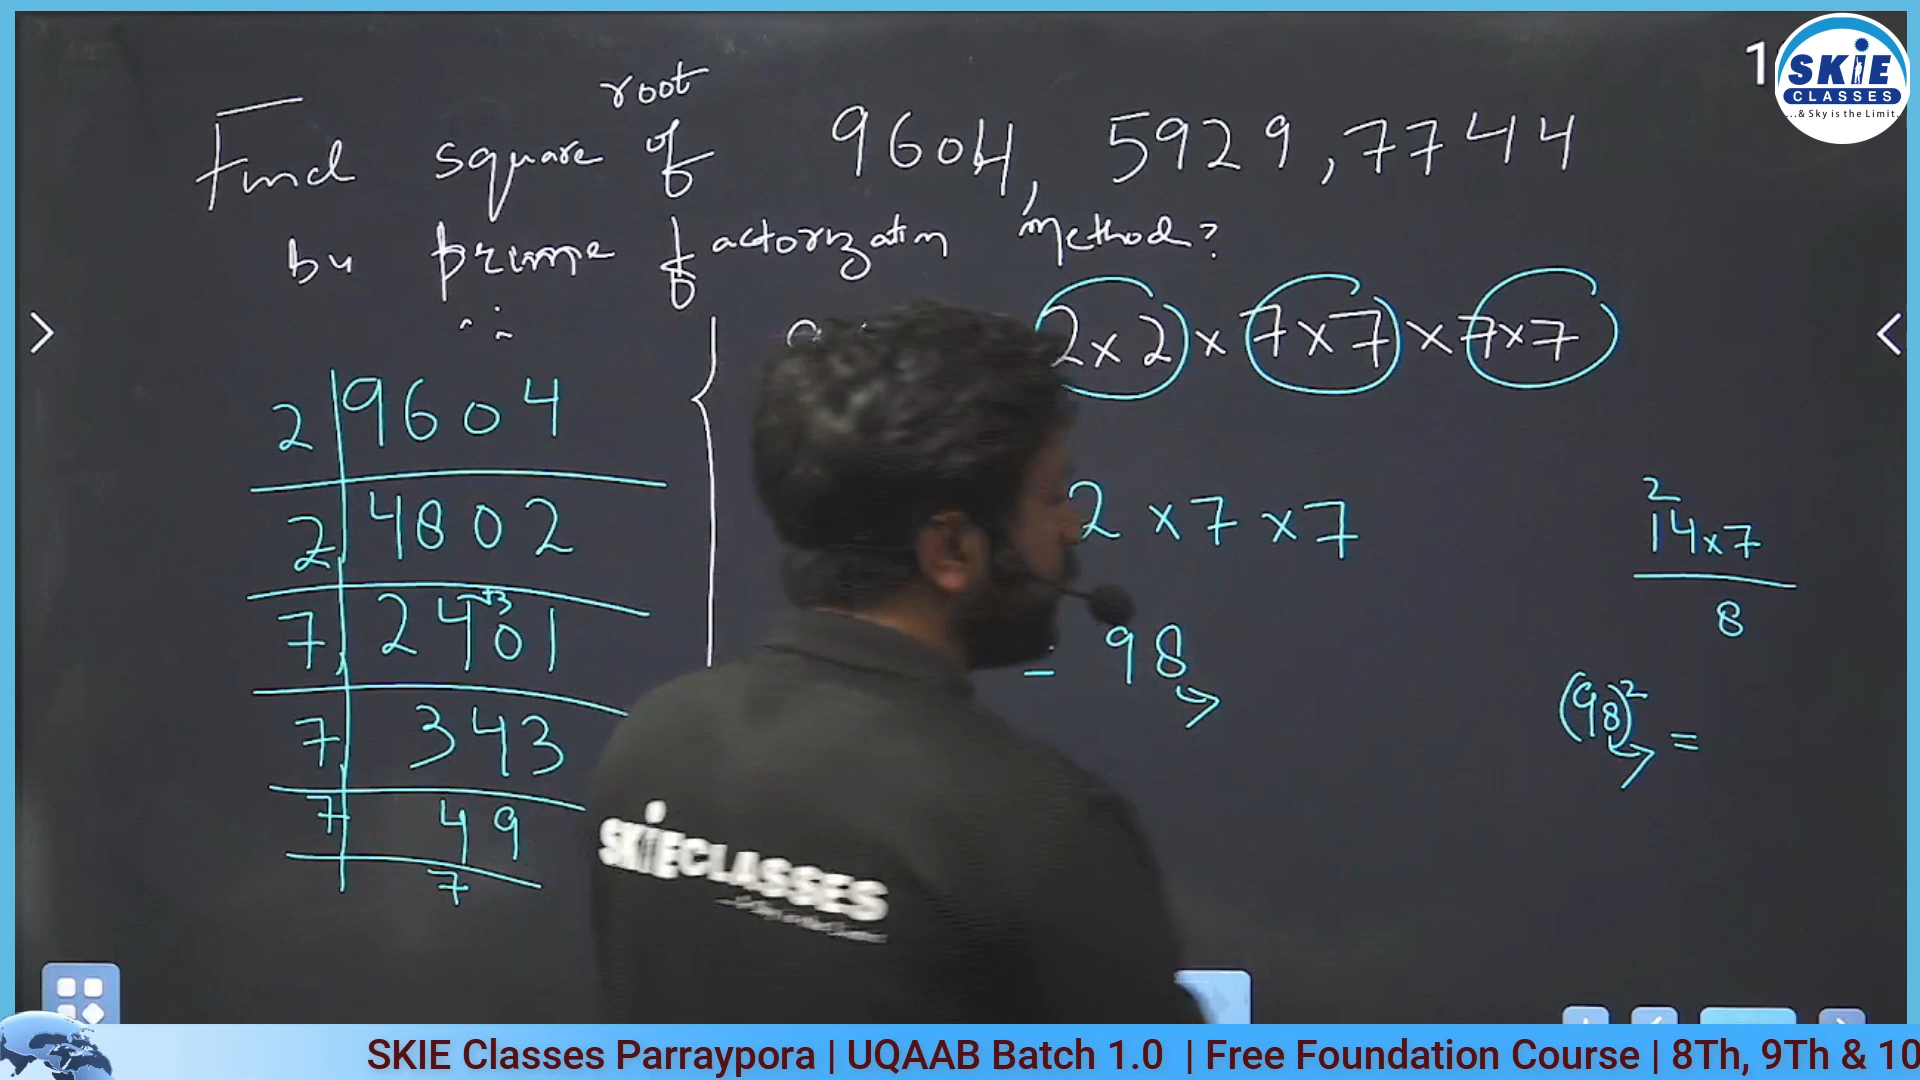 root
Find square of 9604, 5929, 7744
by prime factorization method?
2 × 2 × 7 × 7 × 7 × 7
2 | 9604
2 | 4802
7 | 2401
+3
7 | 343
7 | 49
7
2 × 7 × 7
= 98
2
14 × 7
8
(98)² =
1
SKIE
CLASSES
...& Sky is the Limit.
SKIECLASSES
SKIE Classes Parraypora | UQAAB Batch 1.0 | Free Foundation Course | 8Th, 9Th & 10